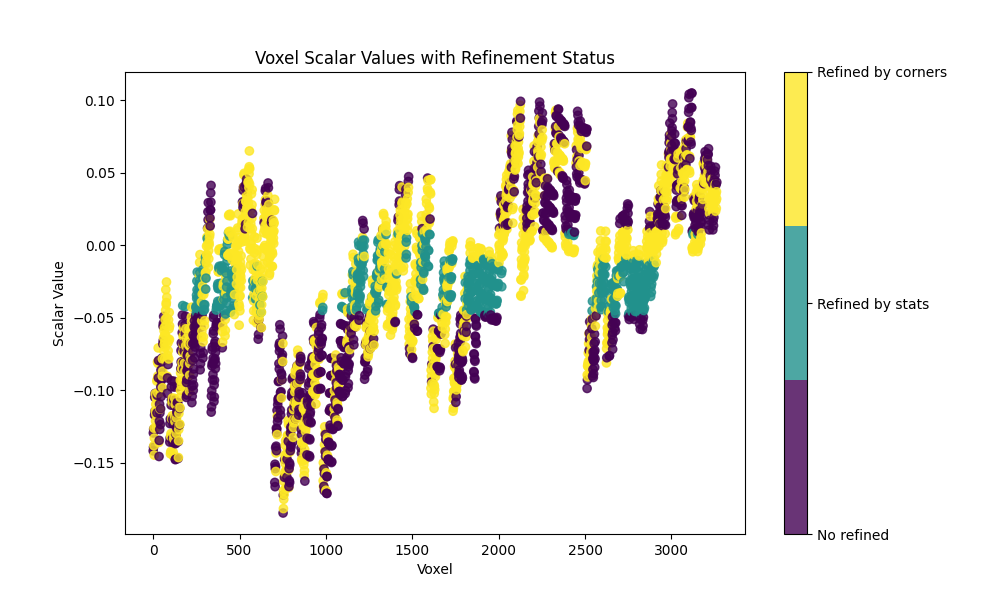 Voxel Scalar Values with Refinement Status
Scalar Value
0.10
0.05
0.00
−0.05
−0.10
−0.15
0
500
1000
1500
2000
2500
3000
Voxel
Refined by corners
Refined by stats
No refined